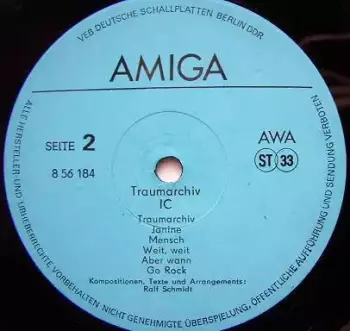 VEB DEUTSCHE SCHALLPLATTEN BERLIN DDR
AMIGA
SEITE 2
AWA
8 56 184
ST 33
Traumarchiv
IC
Traumarchiv
Janine
Mensch
Weit, weit
Aber wann
Go Rock
Kompositionen, Texte und Arrangements:
Ralf Schmidt
ALLE HERSTELLER- UND URHEBERRECHTE VORBEHALTEN · NICHT GENEHMIGTE ÜBERSPIELUNG, ÖFFENTLICHE AUFFÜHRUNG UND SENDUNG VERBOTEN